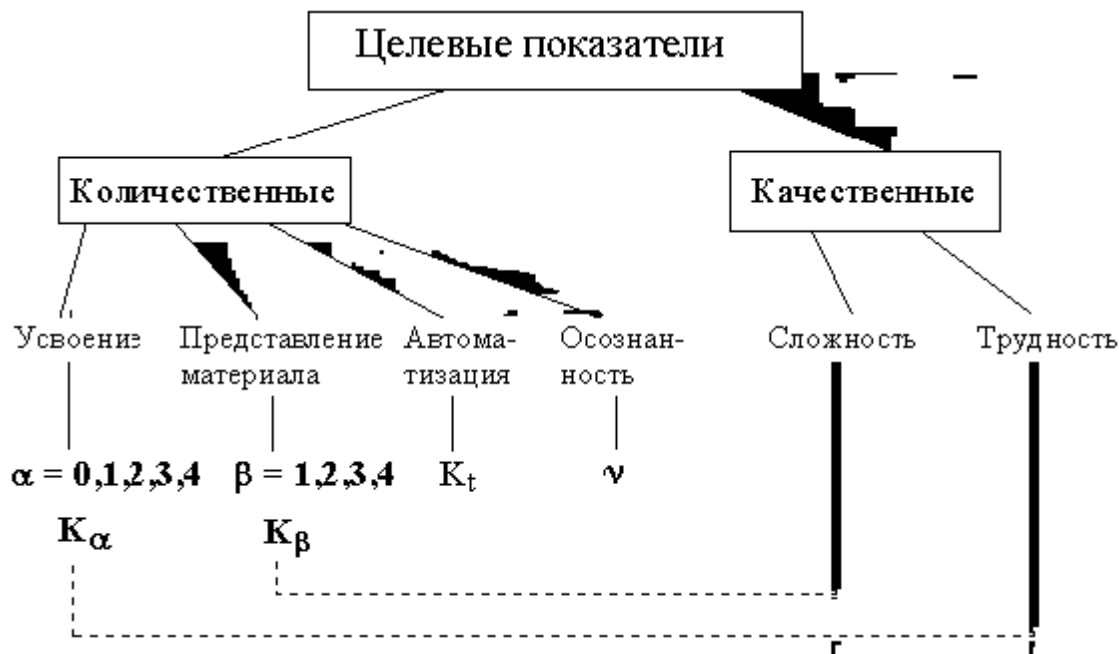 Целевые показатели
Количественные
Качественные
Усвоение
Представление
материала
Автома-
тизация
Осознан-
ность
Сложность
Трудность
α = 0,1,2,3,4
β = 1,2,3,4
Kt
ν
Kα
Kβ